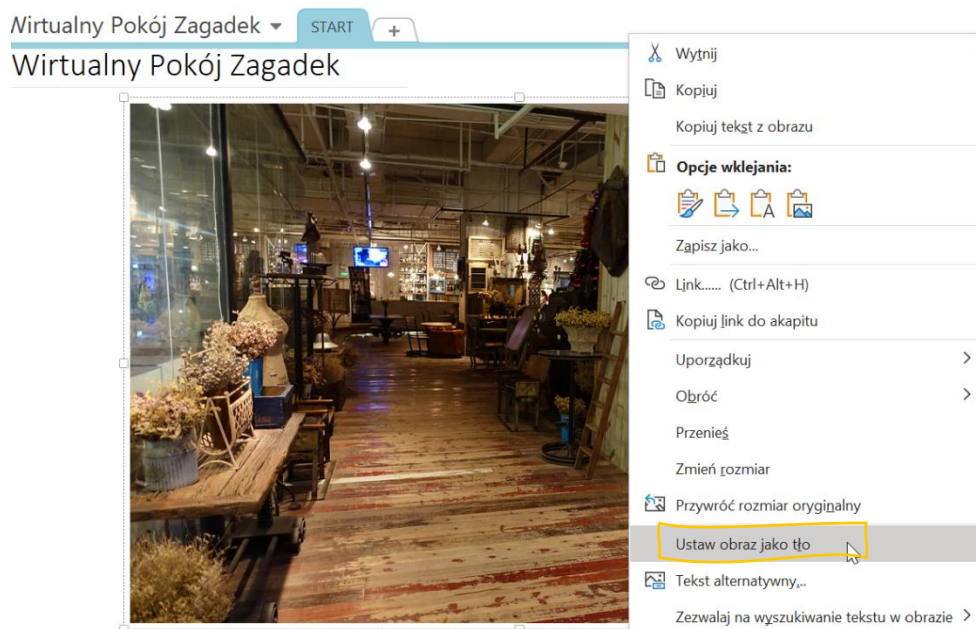 Wirtualny Pokój Zagadek
START
+
Wirtualny Pokój Zagadek
Wytnij
Kopiuj
Kopiuj tekst z obrazu
Opcje wklejania:
A
Zapisz jako...
Link...... (Ctrl+Alt+H)
Kopiuj link do akapitu
Uporządkuj
Obróć
Przenieś
Zmień rozmiar
Przywróć rozmiar oryginalny
Ustaw obraz jako tło
Tekst alternatywny...
Zezwalaj na wyszukiwanie tekstu w obrazie